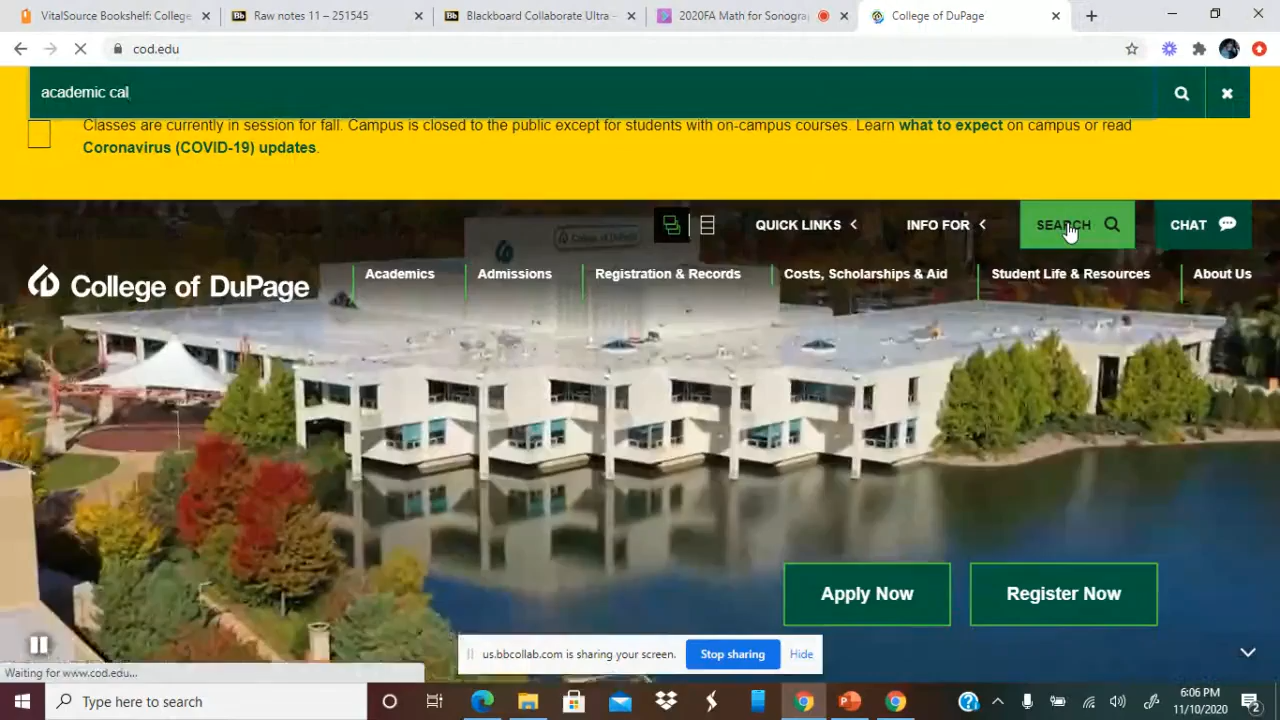 VitalSource Bookshelf: College
Raw notes 11 – 251545
Blackboard Collaborate Ultra –
2020FA Math for Sonogra
College of DuPage
cod.edu
academic cal
Classes are currently in session for fall. Campus is closed to the public except for students with on-campus courses. Learn what to expect on campus or read
Coronavirus (COVID-19) updates.
QUICK LINKS
INFO FOR
SEARCH
CHAT
College of DuPage
Academics
Admissions
Registration & Records
Costs, Scholarships & Aid
Student Life & Resources
About Us
College of DuPage
Apply Now
Register Now
us.bbcollab.com is sharing your screen.
Stop sharing
Hide
Waiting for www.cod.edu...
Type here to search
6:06 PM
11/10/2020
2